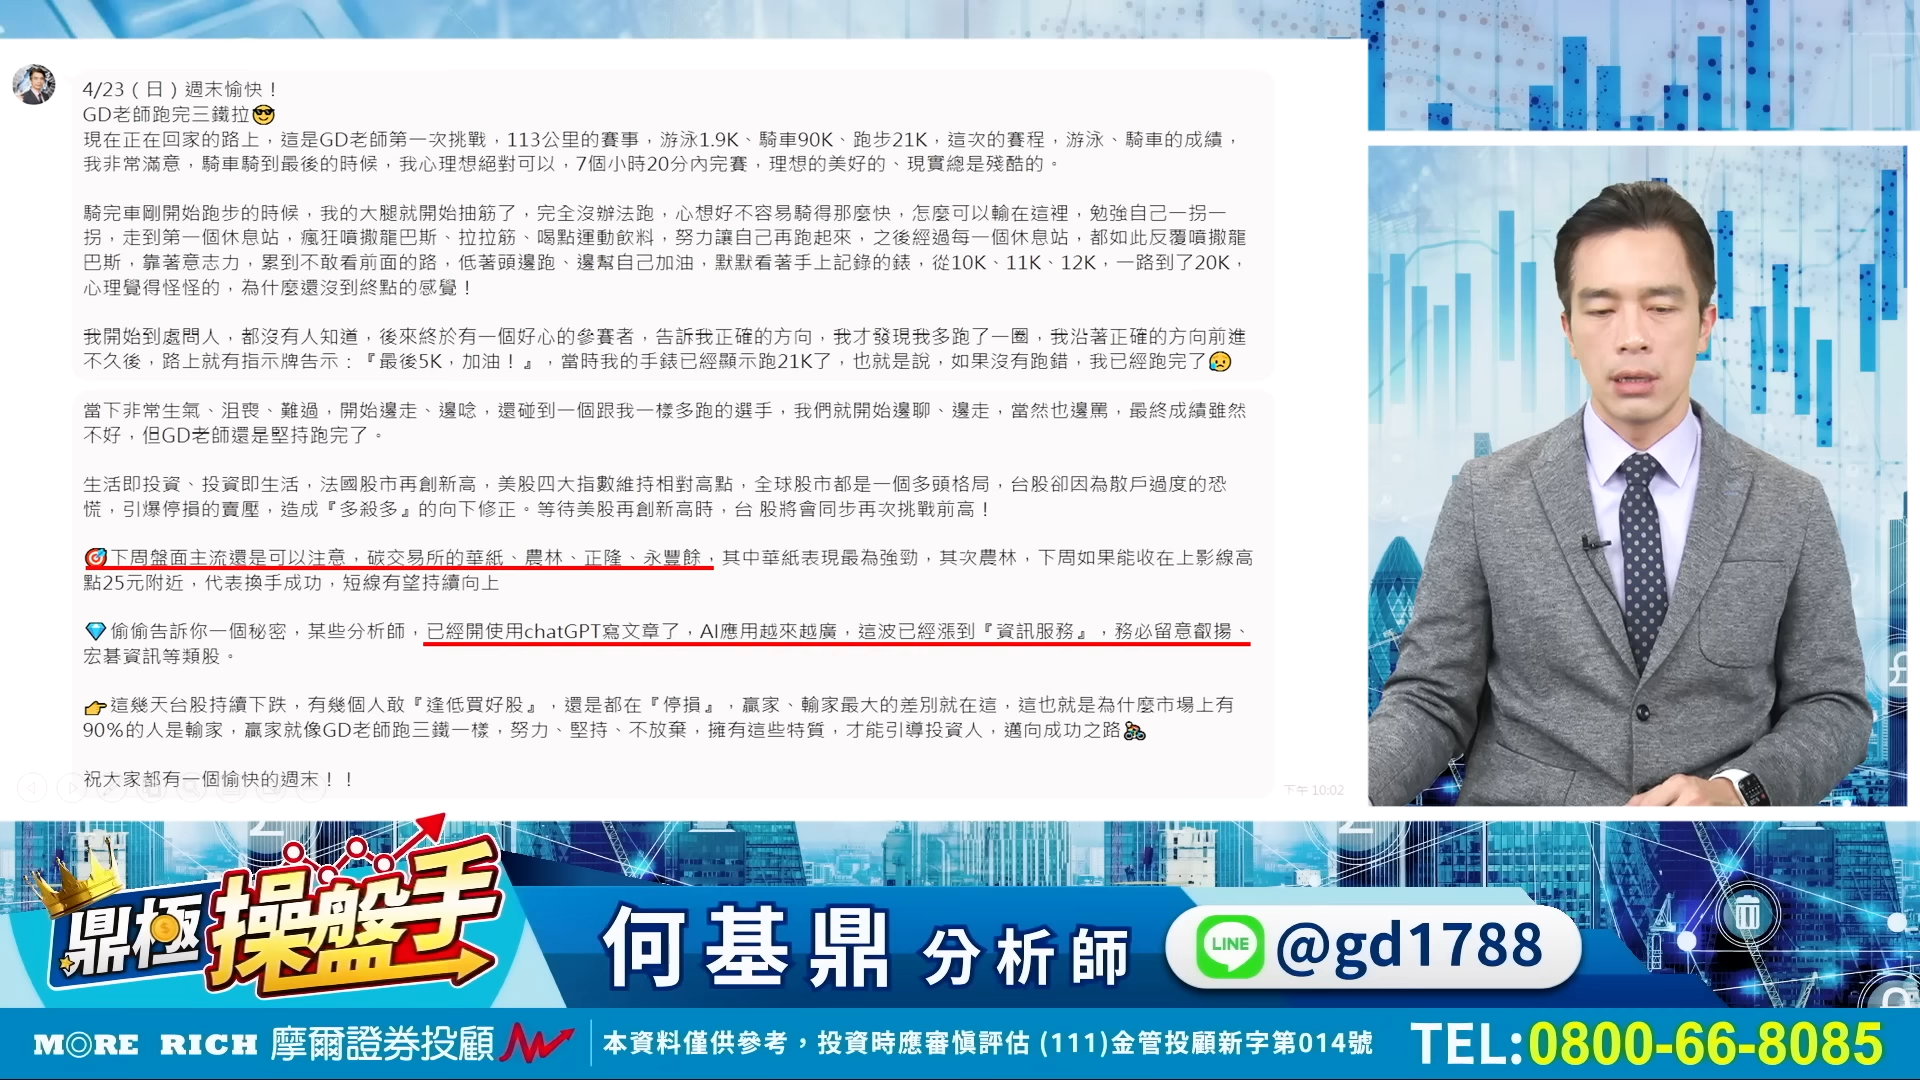 4/23（日）週末愉快！
GD老師跑完三鐵拉😎
現在正在回家的路上，這是GD老師第一次挑戰，113公里的賽事，游泳1.9K、騎車90K、跑步21K，這次的賽程，游泳、騎車的成績，
我非常滿意，騎車騎到最後的時候，我心理想絕對可以，7個小時20分內完賽，理想的美好的、現實總是殘酷的。
騎完車剛開始跑步的時候，我的大腿就開始抽筋了，完全沒辦法跑，心想好不容易騎得那麼快，怎麼可以輸在這裡，勉強自己一拐一
拐，走到第一個休息站，瘋狂噴撒龍巴斯、拉拉筋、喝點運動飲料，努力讓自己再跑起來，之後經過每一個休息站，都如此反覆噴撒龍
巴斯，靠著意志力，累到不敢看前面的路，低著頭邊跑、邊幫自己加油，默默看著手上記錄的錶，從10K、11K、12K，一路到了20K，
心理覺得怪怪的，為什麼還沒到終點的感覺！
我開始到處問人，都沒有人知道，後來終於有一個好心的參賽者，告訴我正確的方向，我才發現我多跑了一圈，我沿著正確的方向前進
不久後，路上就有指示牌告示：『最後5K，加油！』，當時我的手錶已經顯示跑21K了，也就是說，如果沒有跑錯，我已經跑完了😥
當下非常生氣、沮喪、難過，開始邊走、邊唸，還碰到一個跟我一樣多跑的選手，我們就開始邊聊、邊走，當然也邊罵，最終成績雖然
不好，但GD老師還是堅持跑完了。
生活即投資、投資即生活，法國股市再創新高，美股四大指數維持相對高點，全球股市都是一個多頭格局，台股卻因為散戶過度的恐
慌，引爆停損的賣壓，造成『多殺多』的向下修正。等待美股再創新高時，台 股將會同步再次挑戰前高！
🎯下周盤面主流還是可以注意，碳交易所的華紙、農林、正隆、永豐餘，其中華紙表現最為強勁，其次農林，下周如果能收在上影線高
點25元附近，代表換手成功，短線有望持續向上
💎偷偷告訴你一個秘密，某些分析師，已經開使用chatGPT寫文章了，AI應用越來越廣，這波已經漲到『資訊服務』，務必留意叡揚、
宏碁資訊等類股。
👉這幾天台股持續下跌，有幾個人敢『逢低買好股』，還是都在『停損』，贏家、輸家最大的差別就在這，這也就是為什麼市場上有
90%的人是輸家，贏家就像GD老師跑三鐵一樣，努力、堅持、不放棄，擁有這些特質，才能引導投資人，邁向成功之路🚴
祝大家都有一個愉快的週末！！
下午 10:02
鼎極操盤手
何基鼎 分析師
LINE @gd1788
MORE RICH 摩爾證券投顧
本資料僅供參考，投資時應審慎評估 (111)金管投顧新字第014號
TEL:0800-66-8085